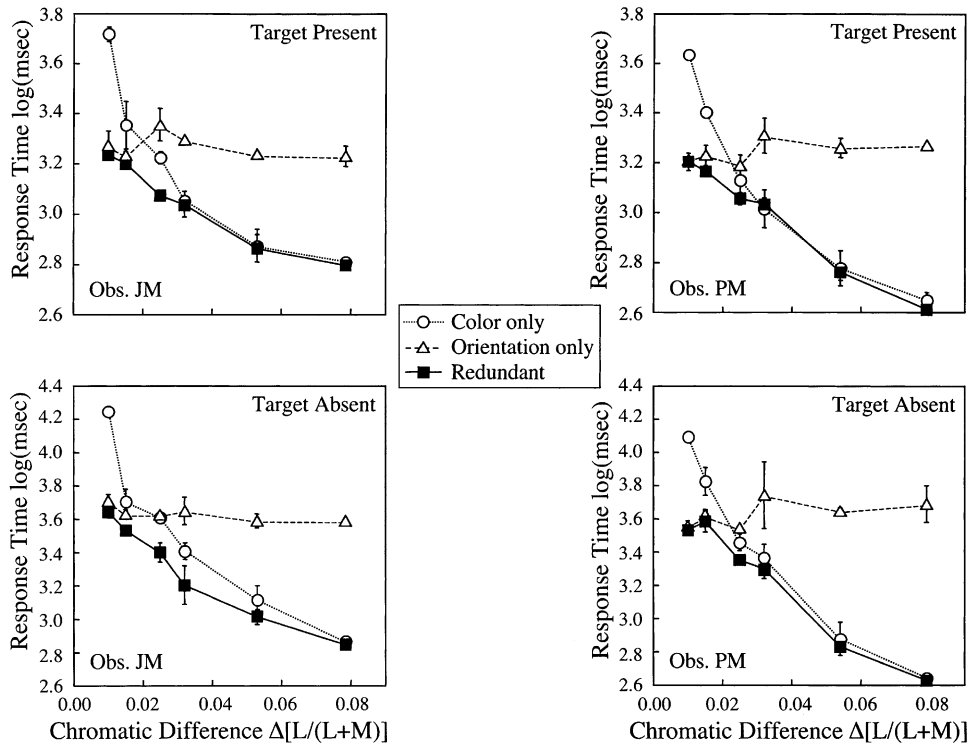 3.8
3.6
3.4
3.2
3.0
2.8
2.6
Response Time log(msec)
Target Present
Obs. JM
3.8
3.6
3.4
3.2
3.0
2.8
2.6
Response Time log(msec)
Target Present
Obs. PM
Color only
Orientation only
Redundant
4.4
4.2
4.0
3.8
3.6
3.4
3.2
3.0
2.8
2.6
Response Time log(msec)
Target Absent
Obs. JM
0.00 0.02 0.04 0.06 0.08
Chromatic Difference Δ[L/(L+M)]
4.4
4.2
4.0
3.8
3.6
3.4
3.2
3.0
2.8
2.6
Response Time log(msec)
Target Absent
Obs. PM
0.00 0.02 0.04 0.06 0.08
Chromatic Difference Δ[L/(L+M)]